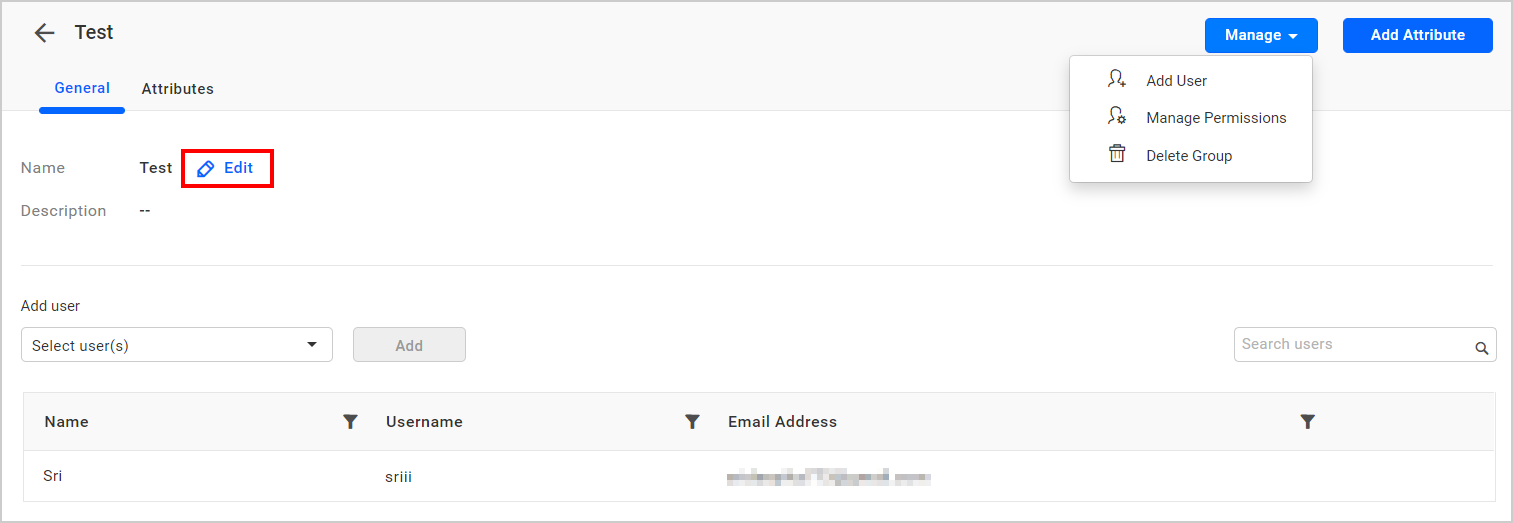 Test
Manage
Add Attribute
General
Attributes
Add User
Manage Permissions
Delete Group
Name
Test
Edit
Description
--
Add user
Select user(s)
Add
Search users
Name
Username
Email Address
Sri
sriii